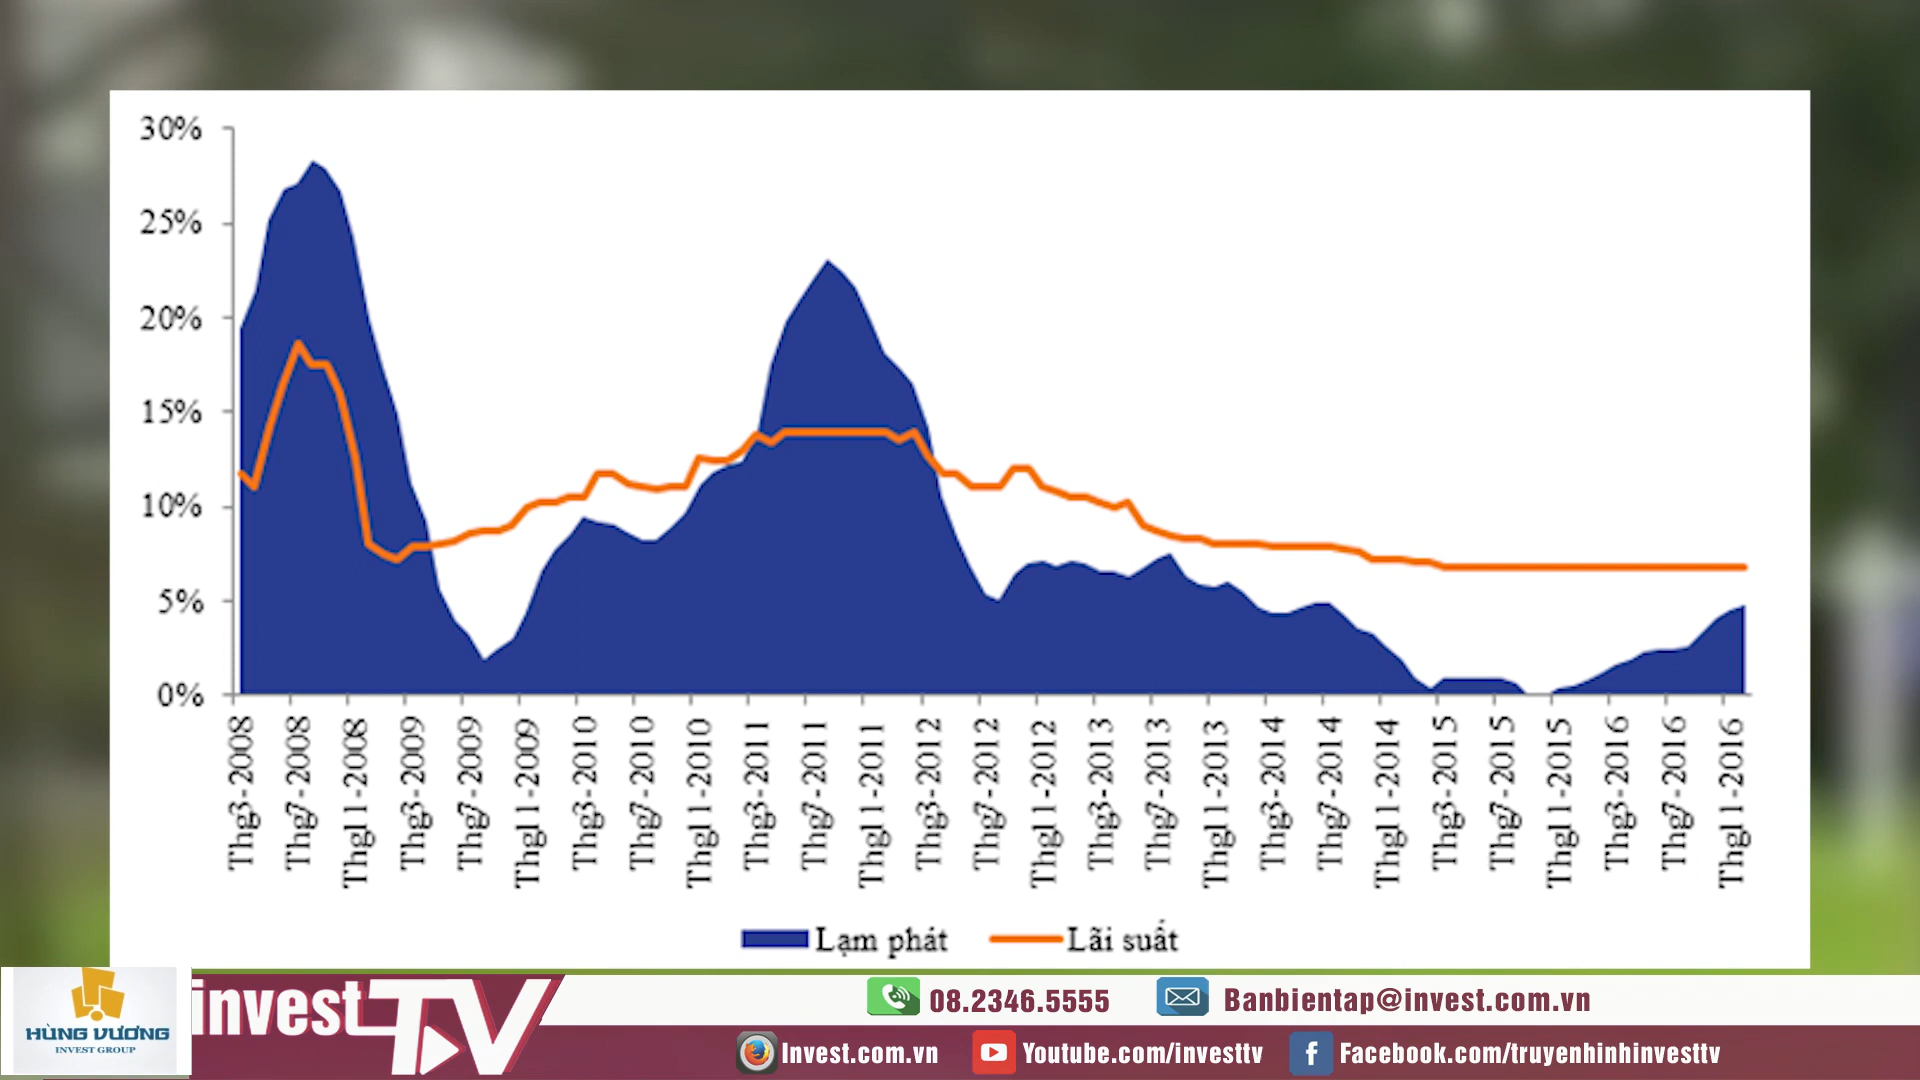 30%
25%
20%
15%
10%
5%
0%
Thg3-2008
Thg7-2008
Thg11-2008
Thg3-2009
Thg7-2009
Thg11-2009
Thg3-2010
Thg7-2010
Thg11-2010
Thg3-2011
Thg7-2011
Thg11-2011
Thg3-2012
Thg7-2012
Thg11-2012
Thg3-2013
Thg7-2013
Thg11-2013
Thg3-2014
Thg7-2014
Thg11-2014
Thg3-2015
Thg7-2015
Thg11-2015
Thg3-2016
Thg7-2016
Thg11-2016
Lạm phát
Lãi suất
HÙNG VƯƠNG
INVEST GROUP
invest TV
08.2346.5555
Banbientap@invest.com.vn
Invest.com.vn
Youtube.com/investtv
Facebook.com/truyenhinhinvesttv